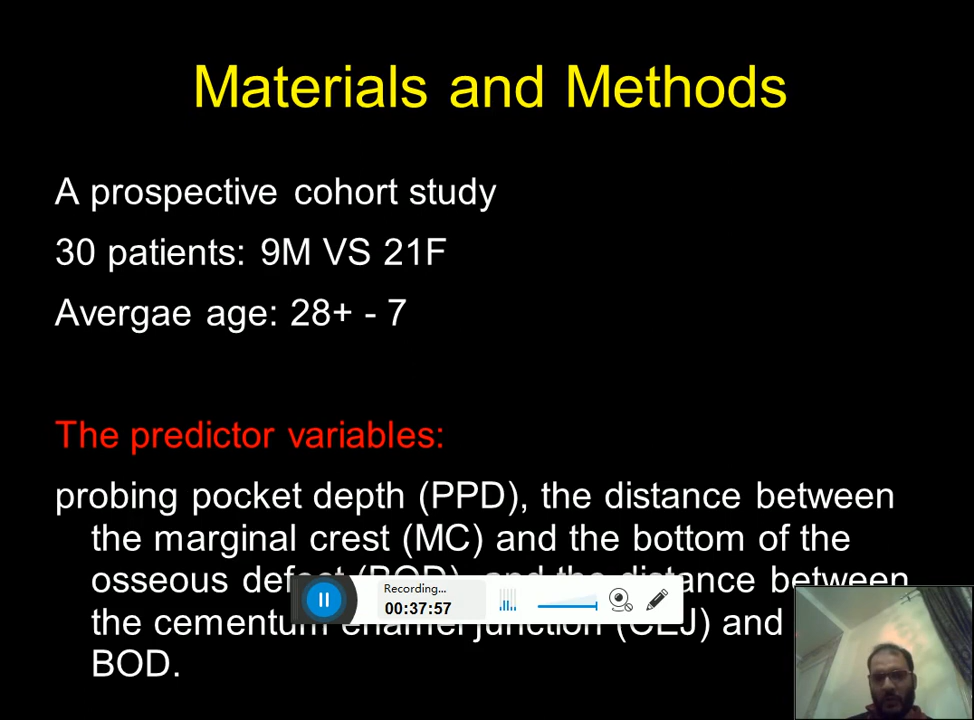 Materials and Methods
A prospective cohort study
30 patients: 9M VS 21F
Avergae age: 28+ - 7
The predictor variables:
probing pocket depth (PPD), the distance between
the marginal crest (MC) and the bottom of the
osseous defect (BOD), and the distance between
Recording...
00:37:57
the cementum enamel junction (CEJ) and
BOD.